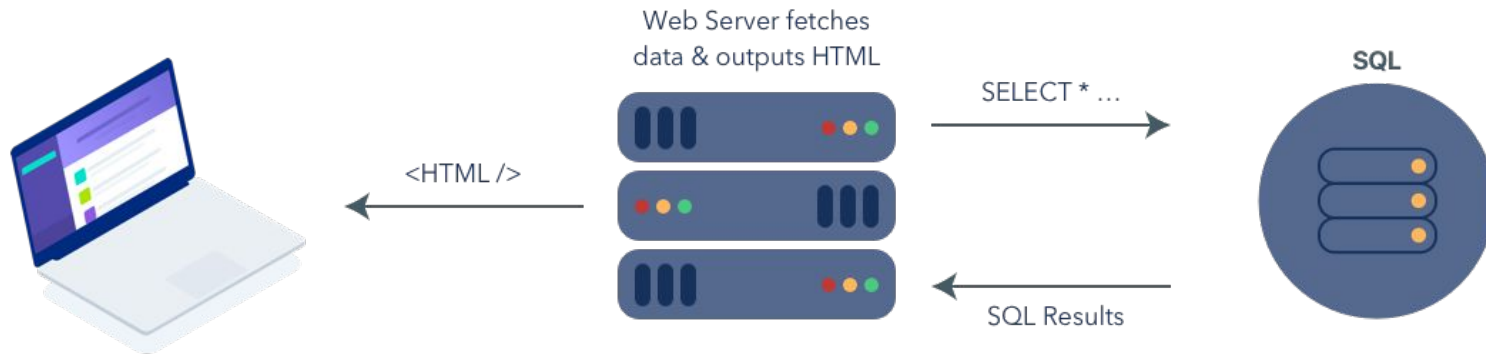 Web Server fetches
data & outputs HTML
SQL
SELECT * ...
<HTML />
SQL Results